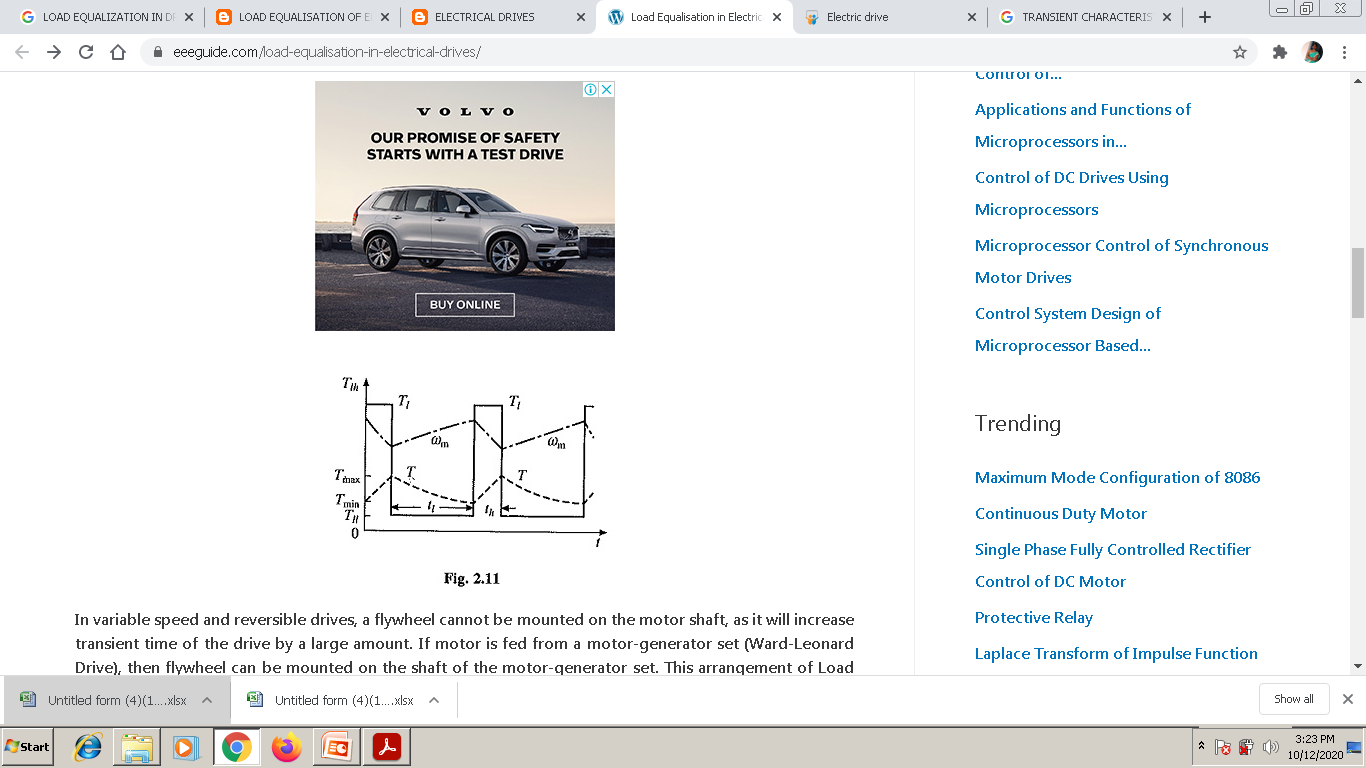 LOAD EQUALIZATION IN DR
LOAD EQUALISATION OF E
ELECTRICAL DRIVES
Load Equalisation in Electric
Electric drive
TRANSIENT CHARACTERIS
eeeguide.com/load-equalisation-in-electrical-drives/
VOLVO
OUR PROMISE OF SAFETY
STARTS WITH A TEST DRIVE
BUY ONLINE
Tlh
Tl
Tl
ωm
ωm
Tmax
T
T
Tmin
tl
th
Tll
0
t
Fig. 2.11
In variable speed and reversible drives, a flywheel cannot be mounted on the motor shaft, as it will increase
transient time of the drive by a large amount. If motor is fed from a motor-generator set (Ward-Leonard
Drive), then flywheel can be mounted on the shaft of the motor-generator set. This arrangement of Load
Control of...
Applications and Functions of
Microprocessors in...
Control of DC Drives Using
Microprocessors
Microprocessor Control of Synchronous
Motor Drives
Control System Design of
Microprocessor Based...
Trending
Maximum Mode Configuration of 8086
Continuous Duty Motor
Single Phase Fully Controlled Rectifier
Control of DC Motor
Protective Relay
Laplace Transform of Impulse Function
Untitled form (4)(1....xlsx
Untitled form (4)(1....xlsx
Show all
Start
3:23 PM
10/12/2020